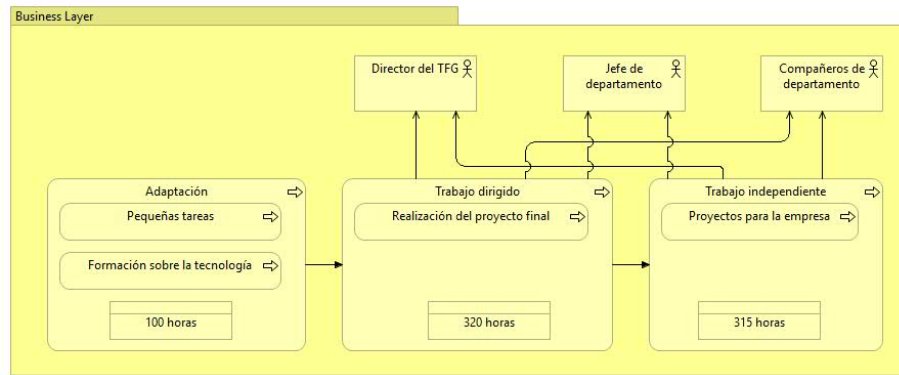 Business Layer
Director del TFG
Jefe de
departamento
Compañeros de
departamento
Adaptación
Pequeñas tareas
Formación sobre la tecnología
100 horas
Trabajo dirigido
Realización del proyecto final
320 horas
Trabajo independiente
Proyectos para la empresa
315 horas